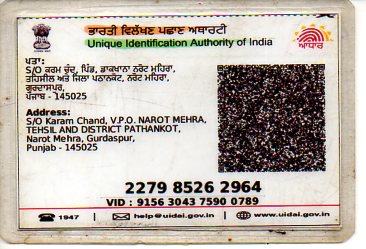 ਭਾਰਤੀ ਵਿਲੱਖਣ ਪਛਾਣ ਅਥਾਰਟੀ
Unique Identification Authority of India
ਆਧਾਰ
ਪਤਾ:
S/O ਕਰਮ ਚੰਦ, ਪਿੰਡ, ਡਾਕਖਾਨਾ ਨਰੋਟ ਮਹਿਰਾ,
ਤਹਿਸੀਲ ਅਤੇ ਜਿਲਾ ਪਠਾਨਕੋਟ, ਨਰੋਟ ਮਹਿਰਾ,
ਗੁਰਦਾਸਪੁਰ,
ਪੰਜਾਬ - 145025
Address:
S/O Karam Chand, V.P.O. NAROT MEHRA,
TEHSIL AND DISTRICT PATHANKOT,
Narot Mehra, Gurdaspur,
Punjab - 145025
2279 8526 2964
VID : 9156 3043 7590 0789
1947 | help@uidai.gov.in | www.uidai.gov.in